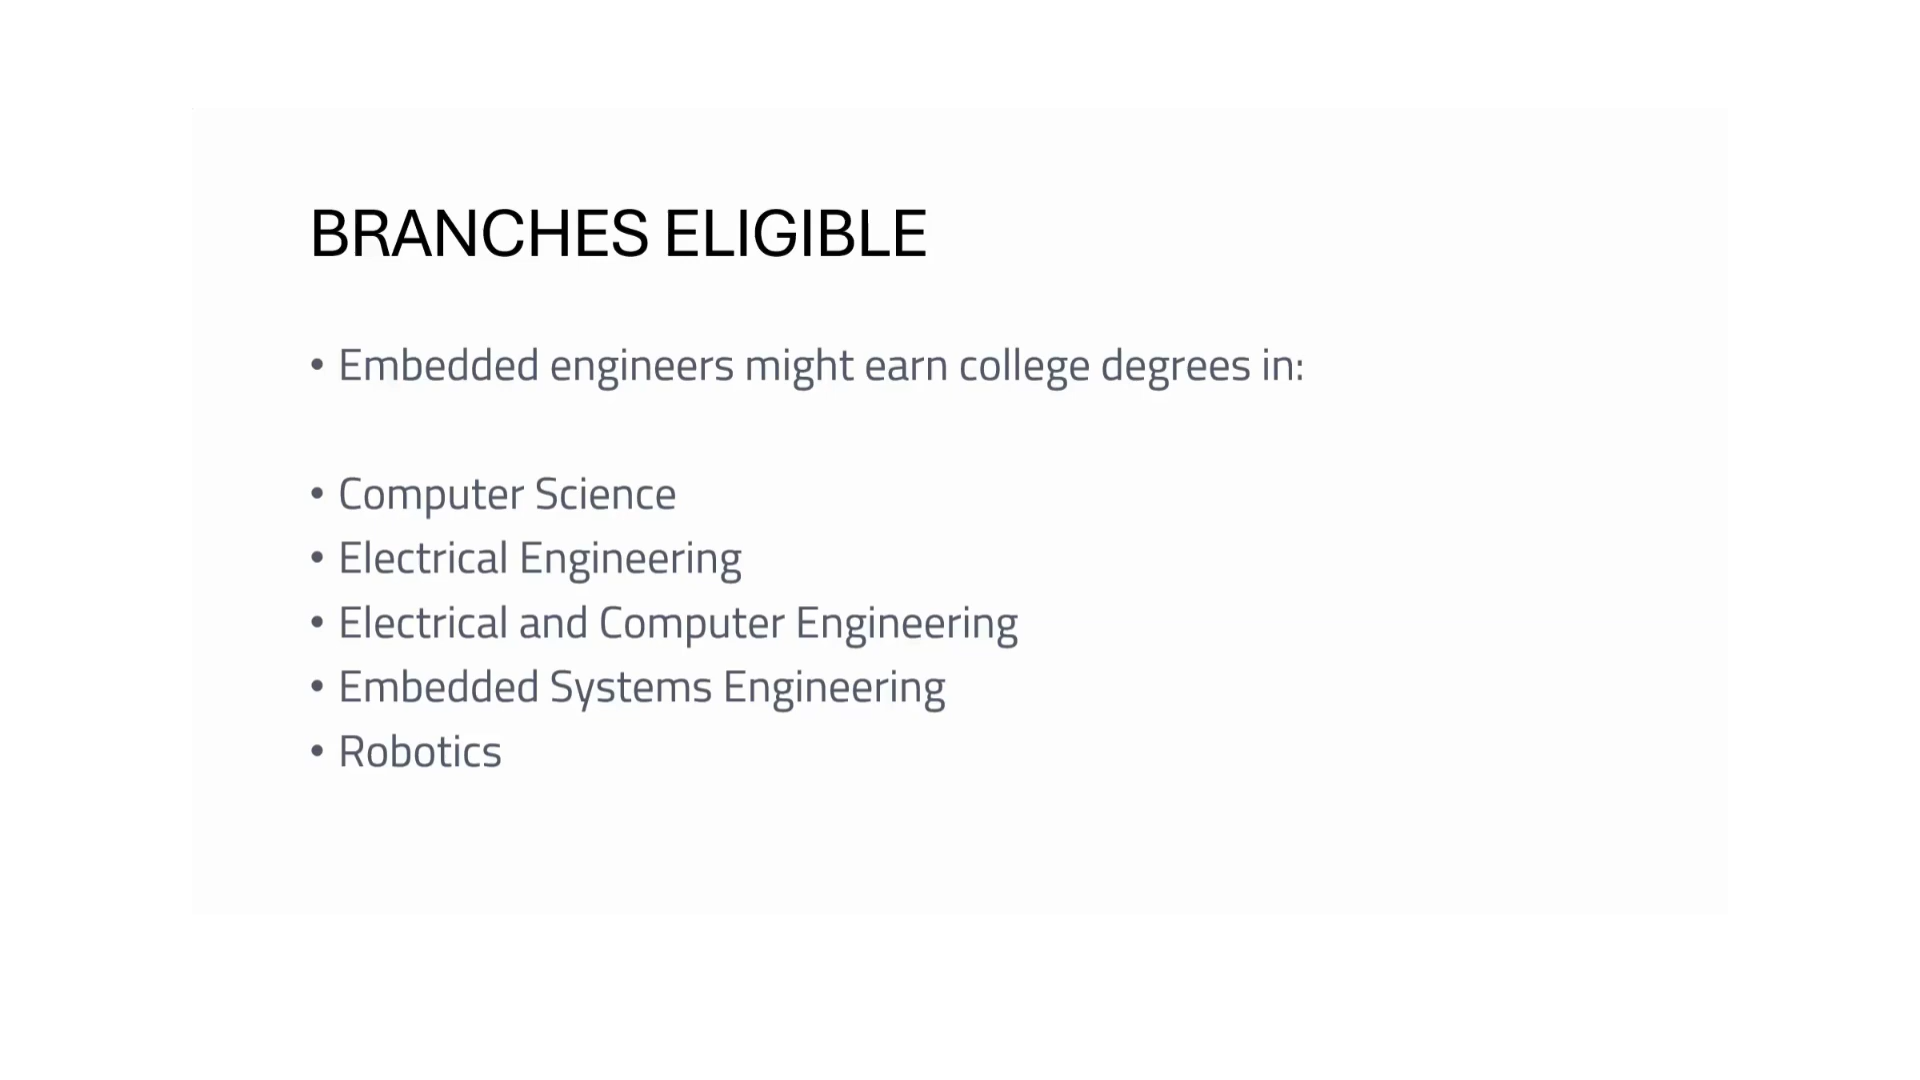 BRANCHES ELIGIBLE
• Embedded engineers might earn college degrees in:
• Computer Science
• Electrical Engineering
• Electrical and Computer Engineering
• Embedded Systems Engineering
• Robotics